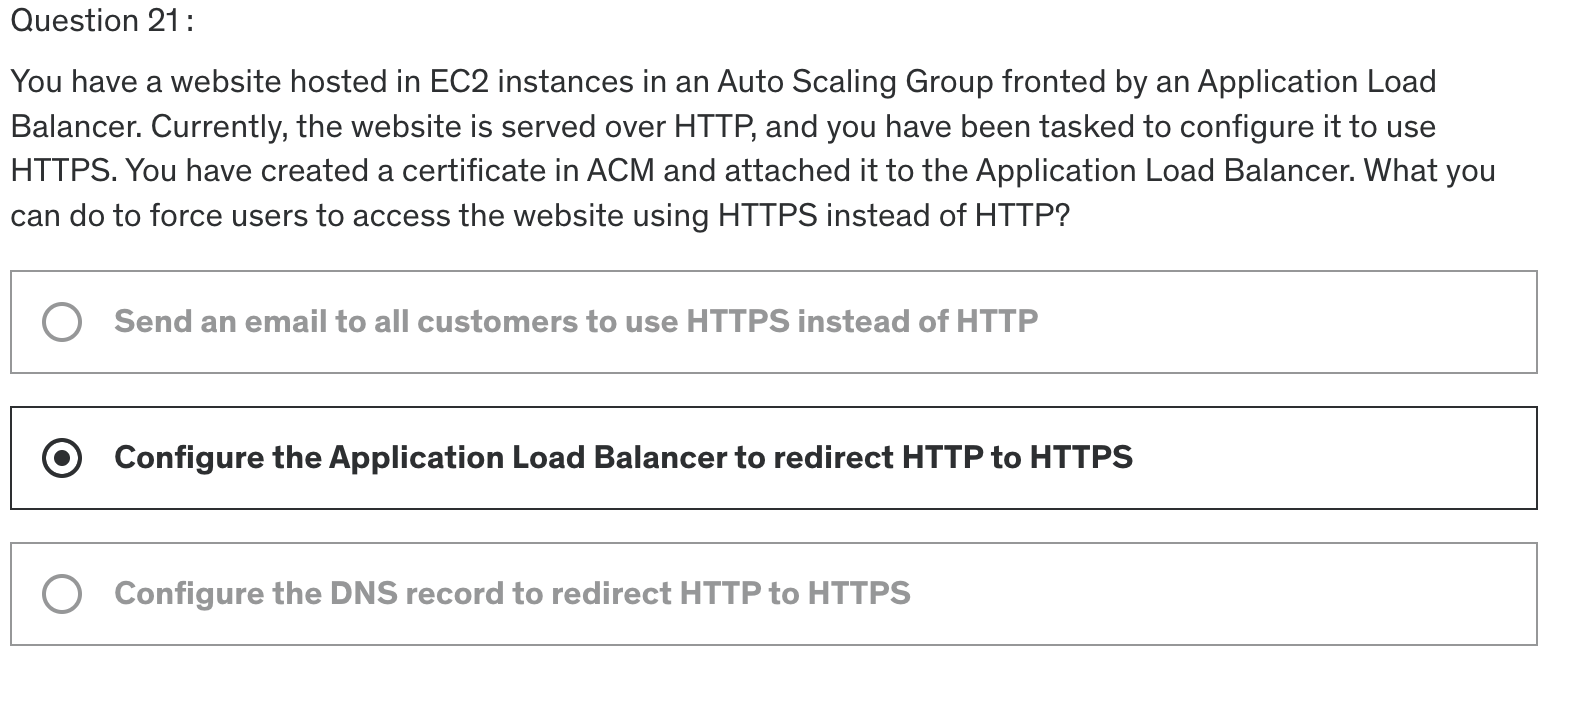 Question 21 :
You have a website hosted in EC2 instances in an Auto Scaling Group fronted by an Application Load
Balancer. Currently, the website is served over HTTP, and you have been tasked to configure it to use
HTTPS. You have created a certificate in ACM and attached it to the Application Load Balancer. What you
can do to force users to access the website using HTTPS instead of HTTP?
Send an email to all customers to use HTTPS instead of HTTP
Configure the Application Load Balancer to redirect HTTP to HTTPS
Configure the DNS record to redirect HTTP to HTTPS